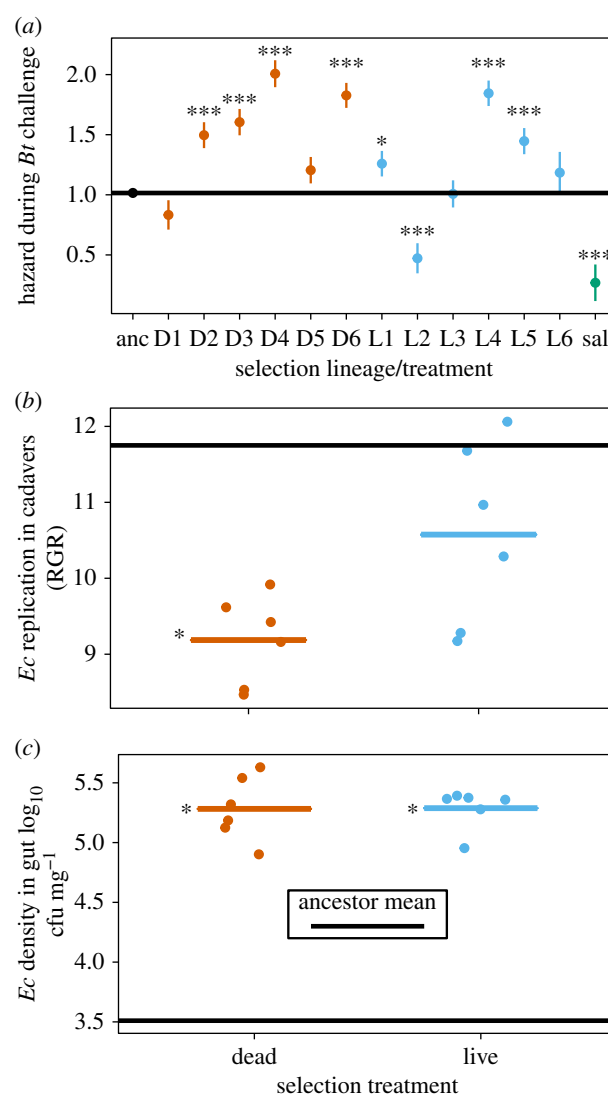 (a)
hazard during Bt challenge
2.0
1.5
1.0
0.5
***
***
***
***
*
***
***
***
***
anc D1 D2 D3 D4 D5 D6 L1 L2 L3 L4 L5 L6 sal
selection lineage/treatment
(b)
Ec replication in cadavers
(RGR)
12
11
10
9
*
(c)
Ec density in gut log10
cfu mg−1
5.5
5.0
4.5
4.0
3.5
*
*
ancestor mean
dead live
selection treatment